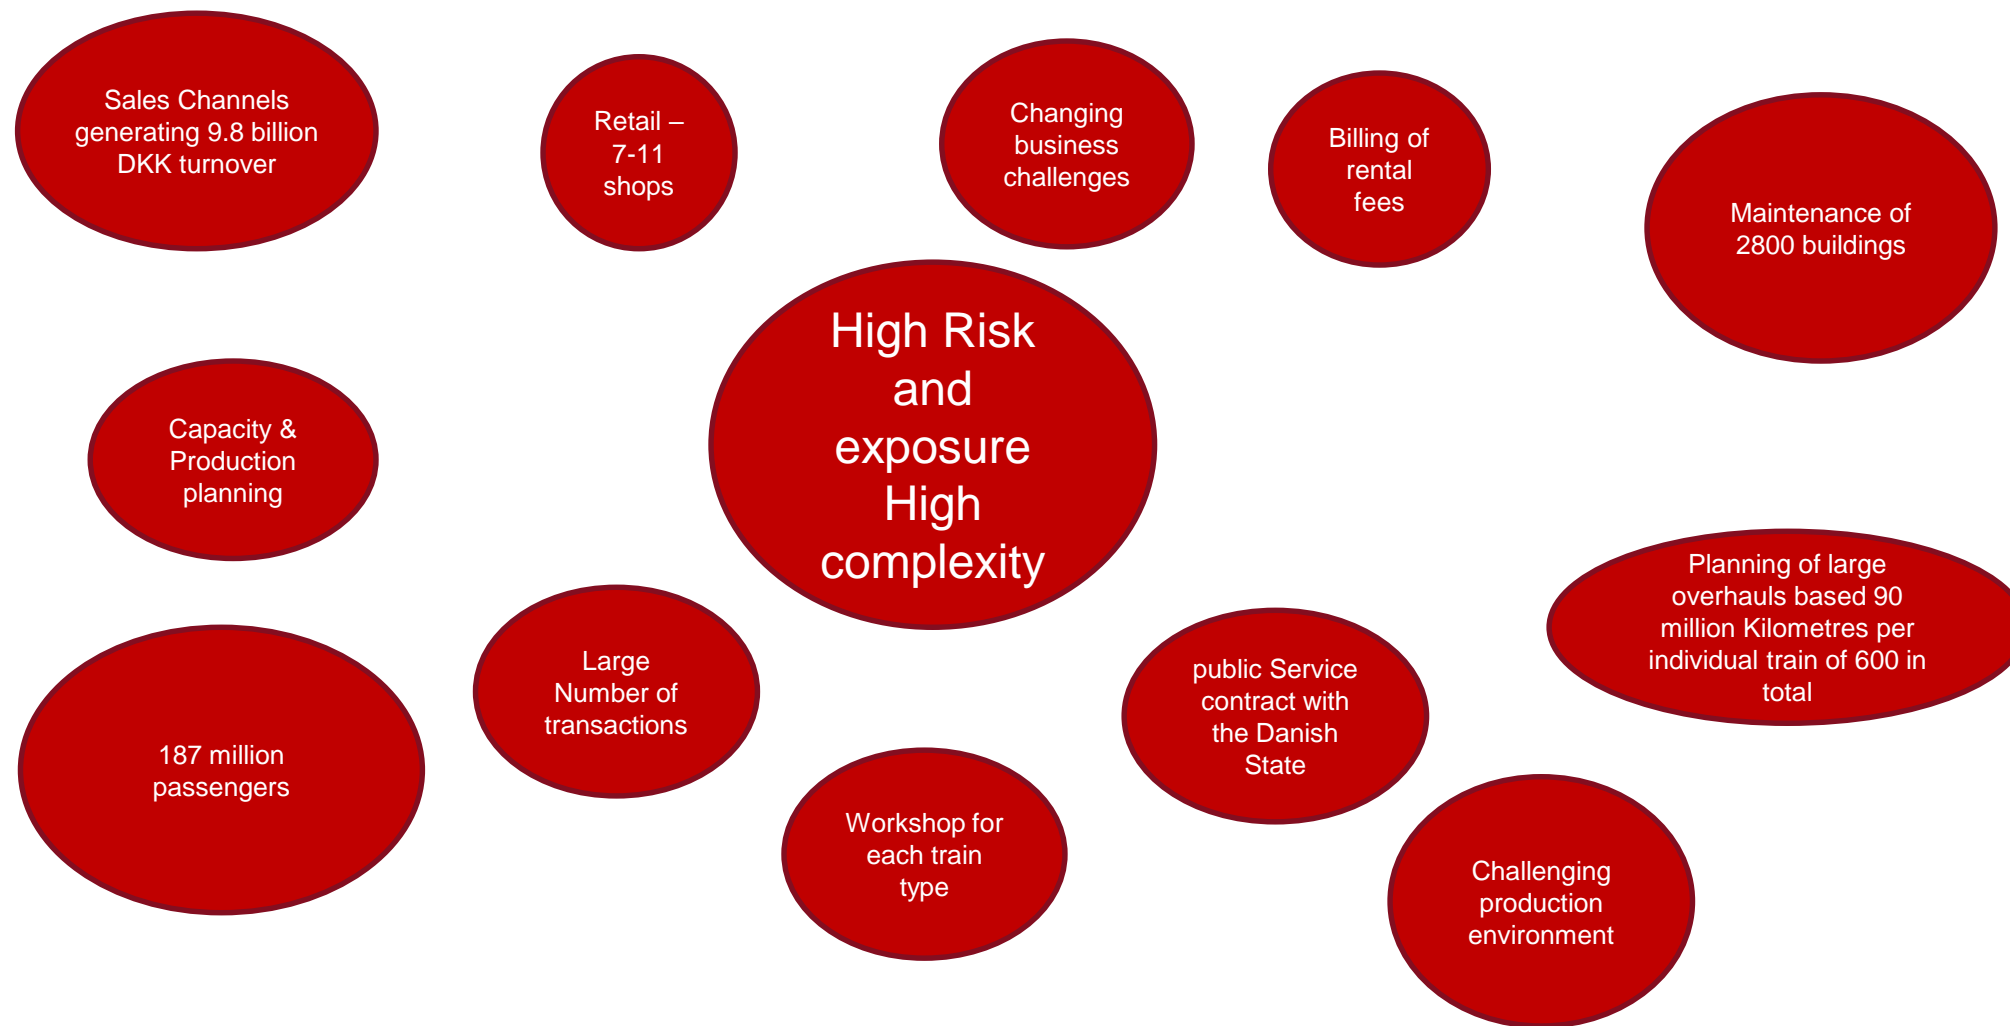 Sales Channels
generating 9.8 billion
DKK turnover
Retail –
7-11
shops
Changing
business
challenges
Billing of
rental
fees
Maintenance of
2800 buildings
High Risk
and
exposure
High
complexity
Capacity &
Production
planning
Planning of large
overhauls based 90
million Kilometres per
individual train of 600 in
total
187 million
passengers
Large
Number of
transactions
public Service
contract with
the Danish
State
Workshop for
each train
type
Challenging
production
environment